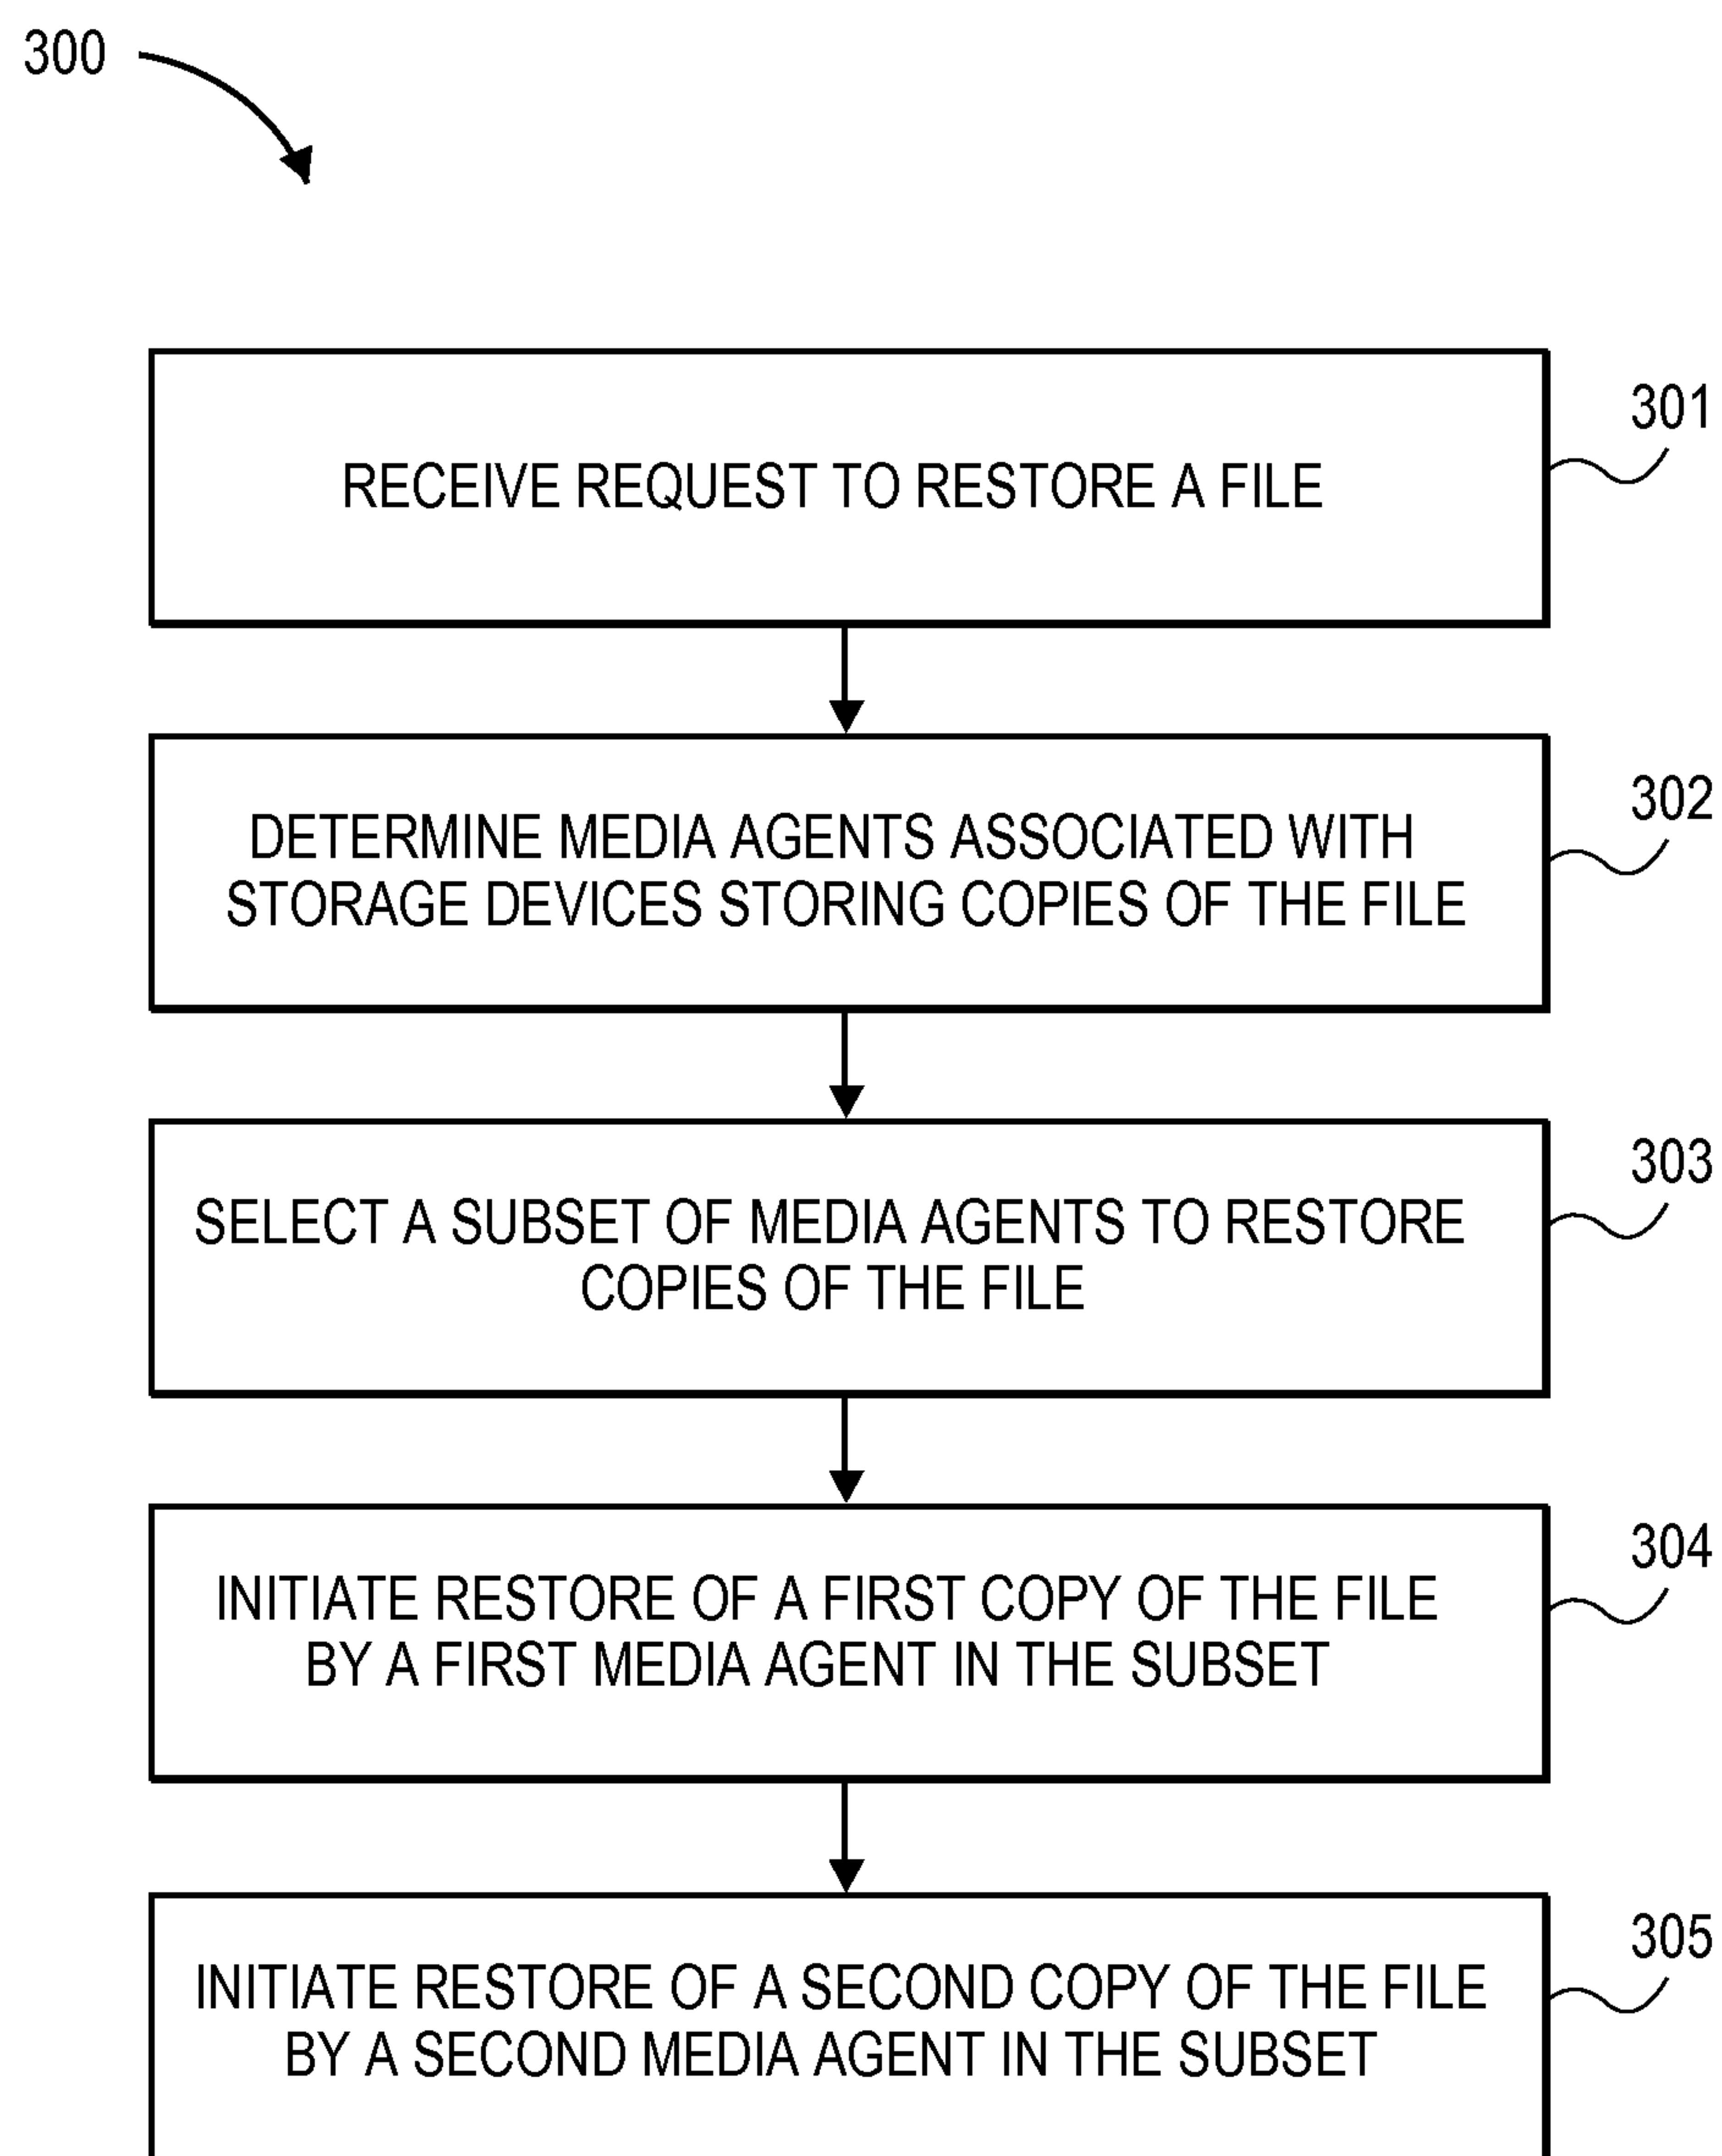 300
301
RECEIVE REQUEST TO RESTORE A FILE
302
DETERMINE MEDIA AGENTS ASSOCIATED WITH
STORAGE DEVICES STORING COPIES OF THE FILE
303
SELECT A SUBSET OF MEDIA AGENTS TO RESTORE
COPIES OF THE FILE
304
INITIATE RESTORE OF A FIRST COPY OF THE FILE
BY A FIRST MEDIA AGENT IN THE SUBSET
305
INITIATE RESTORE OF A SECOND COPY OF THE FILE
BY A SECOND MEDIA AGENT IN THE SUBSET